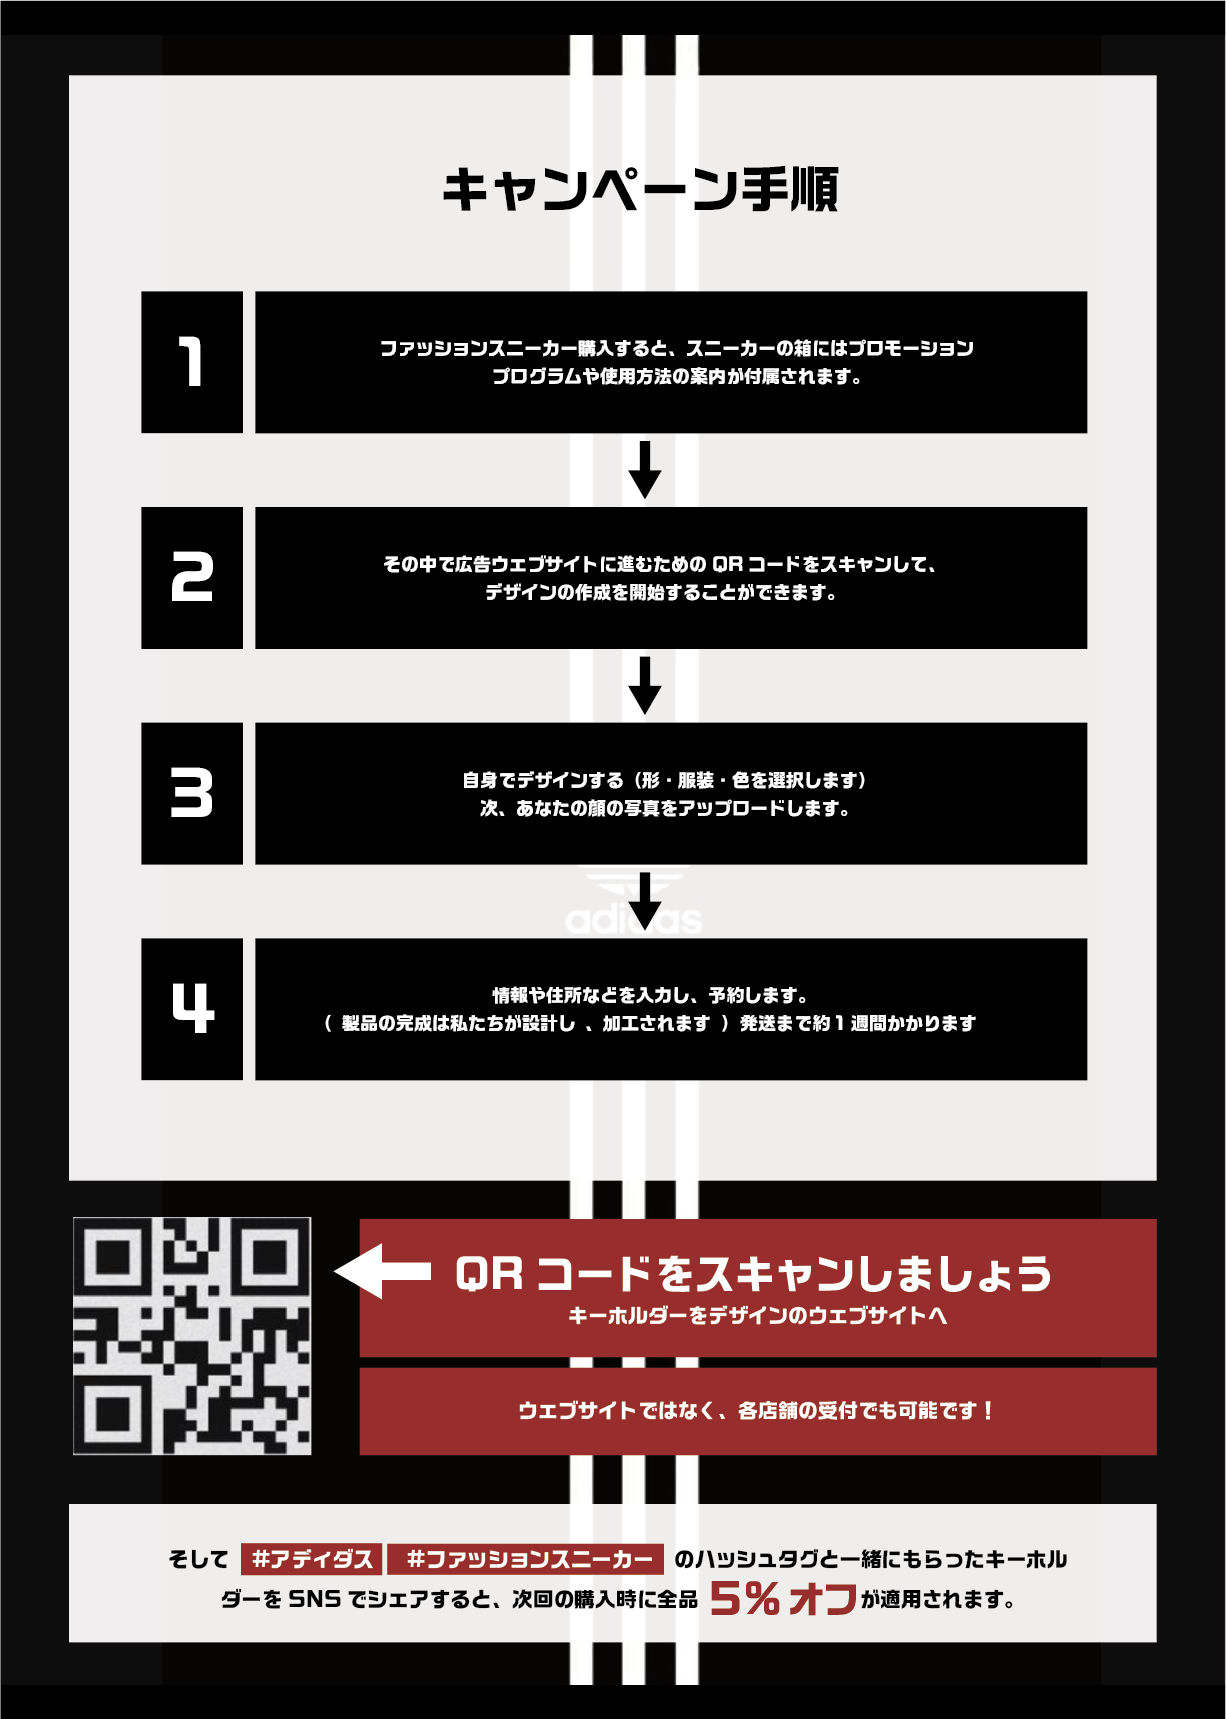 キャンペーン手順
1
ファッションスニーカー購入すると、スニーカーの箱にはプロモーション
プログラムや使用方法の案内が付属されます。
2
その中で広告ウェブサイトに進むための QR コードをスキャンして、
デザインの作成を開始することができます。
3
自身でデザインする（形・服装・色を選択します）
次、あなたの顔の写真をアップロードします。
adidas
4
情報や住所などを入力し、予約します。
（ 製品の完成は私たちが設計し 、加工されます ）発送まで約 1 週間かかります
QR コードをスキャンしましょう
キーホルダーをデザインのウェブサイトへ
ウェブサイトではなく、各店舗の受付でも可能です！
そして #アディダス #ファッションスニーカー のハッシュタグと一緒にもらったキーホル
ダーを SNS でシェアすると、次回の購入時に全品 5% オフが適用されます。